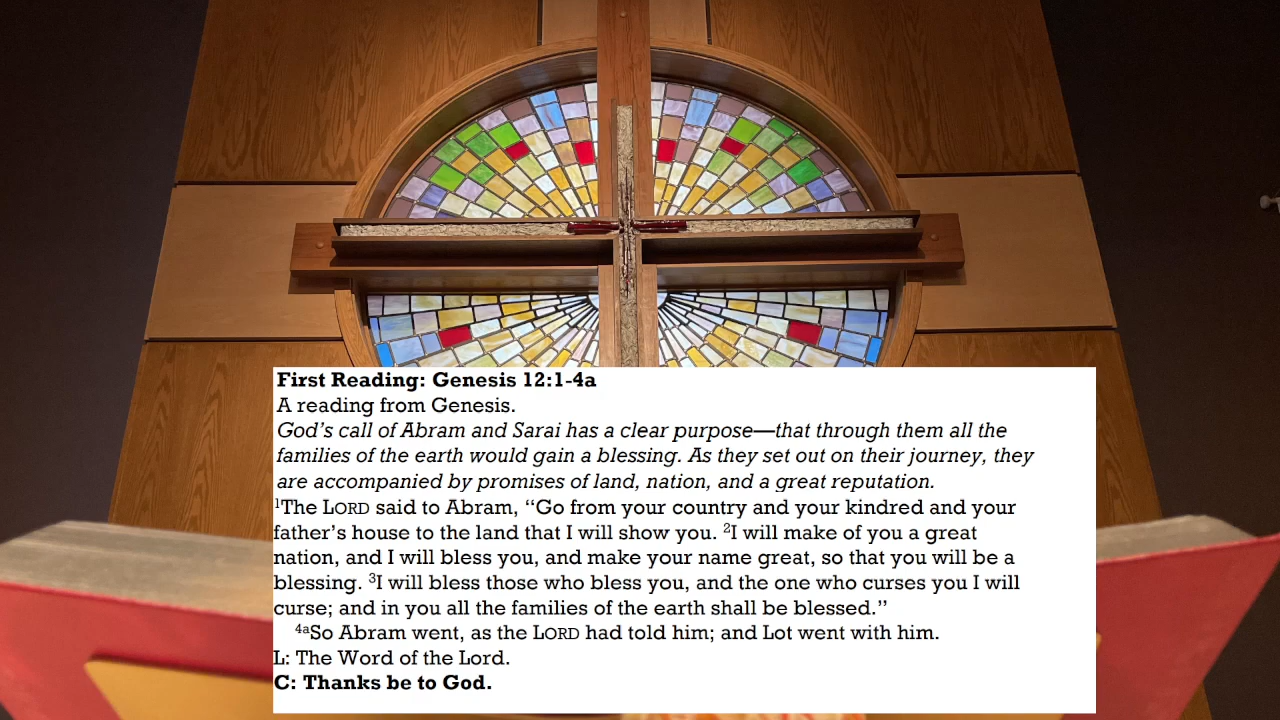 First Reading: Genesis 12:1-4a
A reading from Genesis.
God’s call of Abram and Sarai has a clear purpose—that through them all the
families of the earth would gain a blessing. As they set out on their journey, they
are accompanied by promises of land, nation, and a great reputation.
¹The LORD said to Abram, “Go from your country and your kindred and your
father’s house to the land that I will show you. ²I will make of you a great
nation, and I will bless you, and make your name great, so that you will be a
blessing. ³I will bless those who bless you, and the one who curses you I will
curse; and in you all the families of the earth shall be blessed.”
4aSo Abram went, as the LORD had told him; and Lot went with him.
L: The Word of the Lord.
C: Thanks be to God.